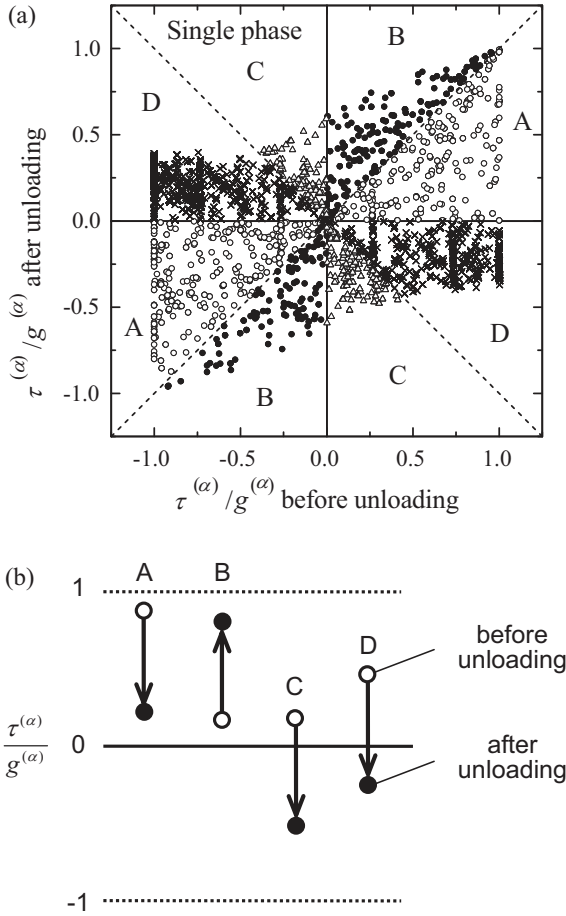 (a)
Single phase
B
C
D
A
1.0
0.5
0.0
-0.5
-1.0
A
D
C
B
τ^(α)/g^(α) after unloading
-1.0 -0.5 0.0 0.5 1.0
τ^(α)/g^(α) before unloading
(b)
1
A B
C D
before
unloading
τ^(α)
g^(α)
0
after
unloading
-1